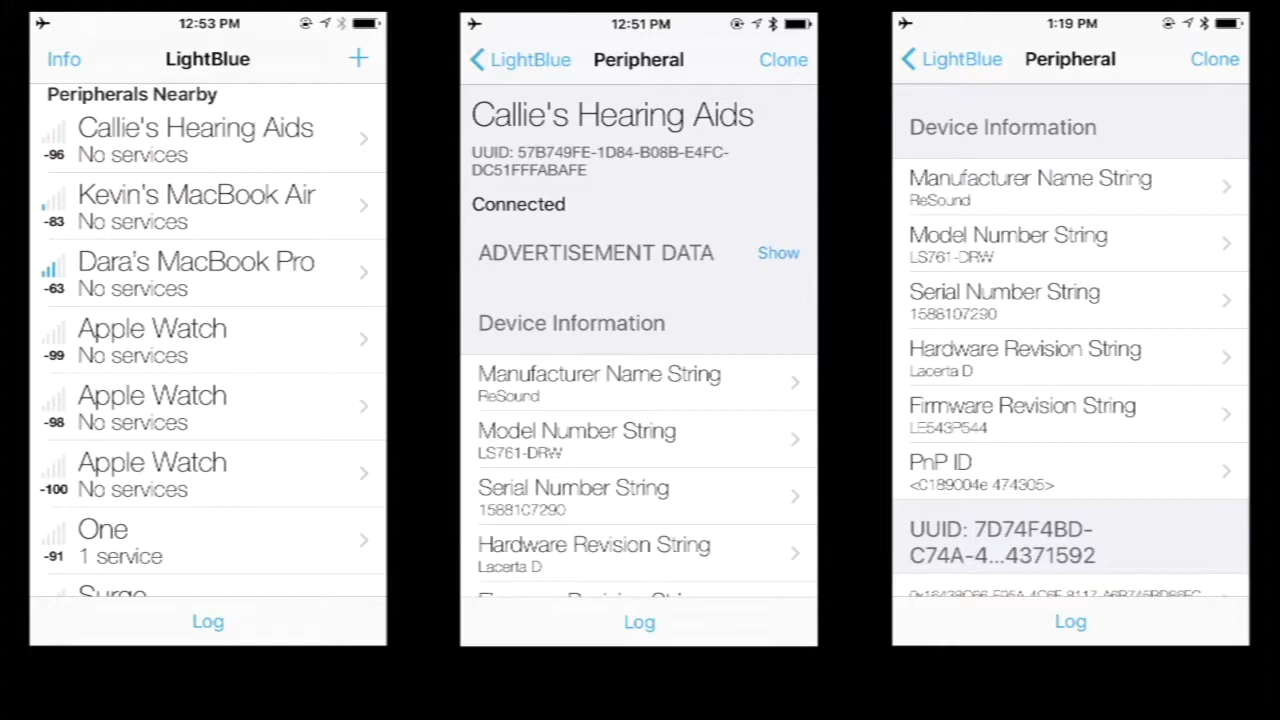 12:53 PM
Info
LightBlue
+
Peripherals Nearby
Callie's Hearing Aids
-96
No services
Kevin's MacBook Air
-83
No services
Dara's MacBook Pro
-63
No services
Apple Watch
-99
No services
Apple Watch
-98
No services
Apple Watch
-100
No services
One
-91
1 service
Surge
Log
12:51 PM
LightBlue
Peripheral
Clone
Callie's Hearing Aids
UUID: 57B749FE-1D84-B08B-E4FC-
DC51FFFABAFE
Connected
ADVERTISEMENT DATA
Show
Device Information
Manufacturer Name String
ReSound
Model Number String
LS761-DRW
Serial Number String
1588107290
Hardware Revision String
Lacerta D
Firmware Revision String
Log
1:19 PM
LightBlue
Peripheral
Clone
Device Information
Manufacturer Name String
ReSound
Model Number String
LS761-DRW
Serial Number String
1588107290
Hardware Revision String
Lacerta D
Firmware Revision String
LE543P544
PnP ID
<C189004e 474305>
UUID: 7D74F4BD-
C74A-4...4371592
Log